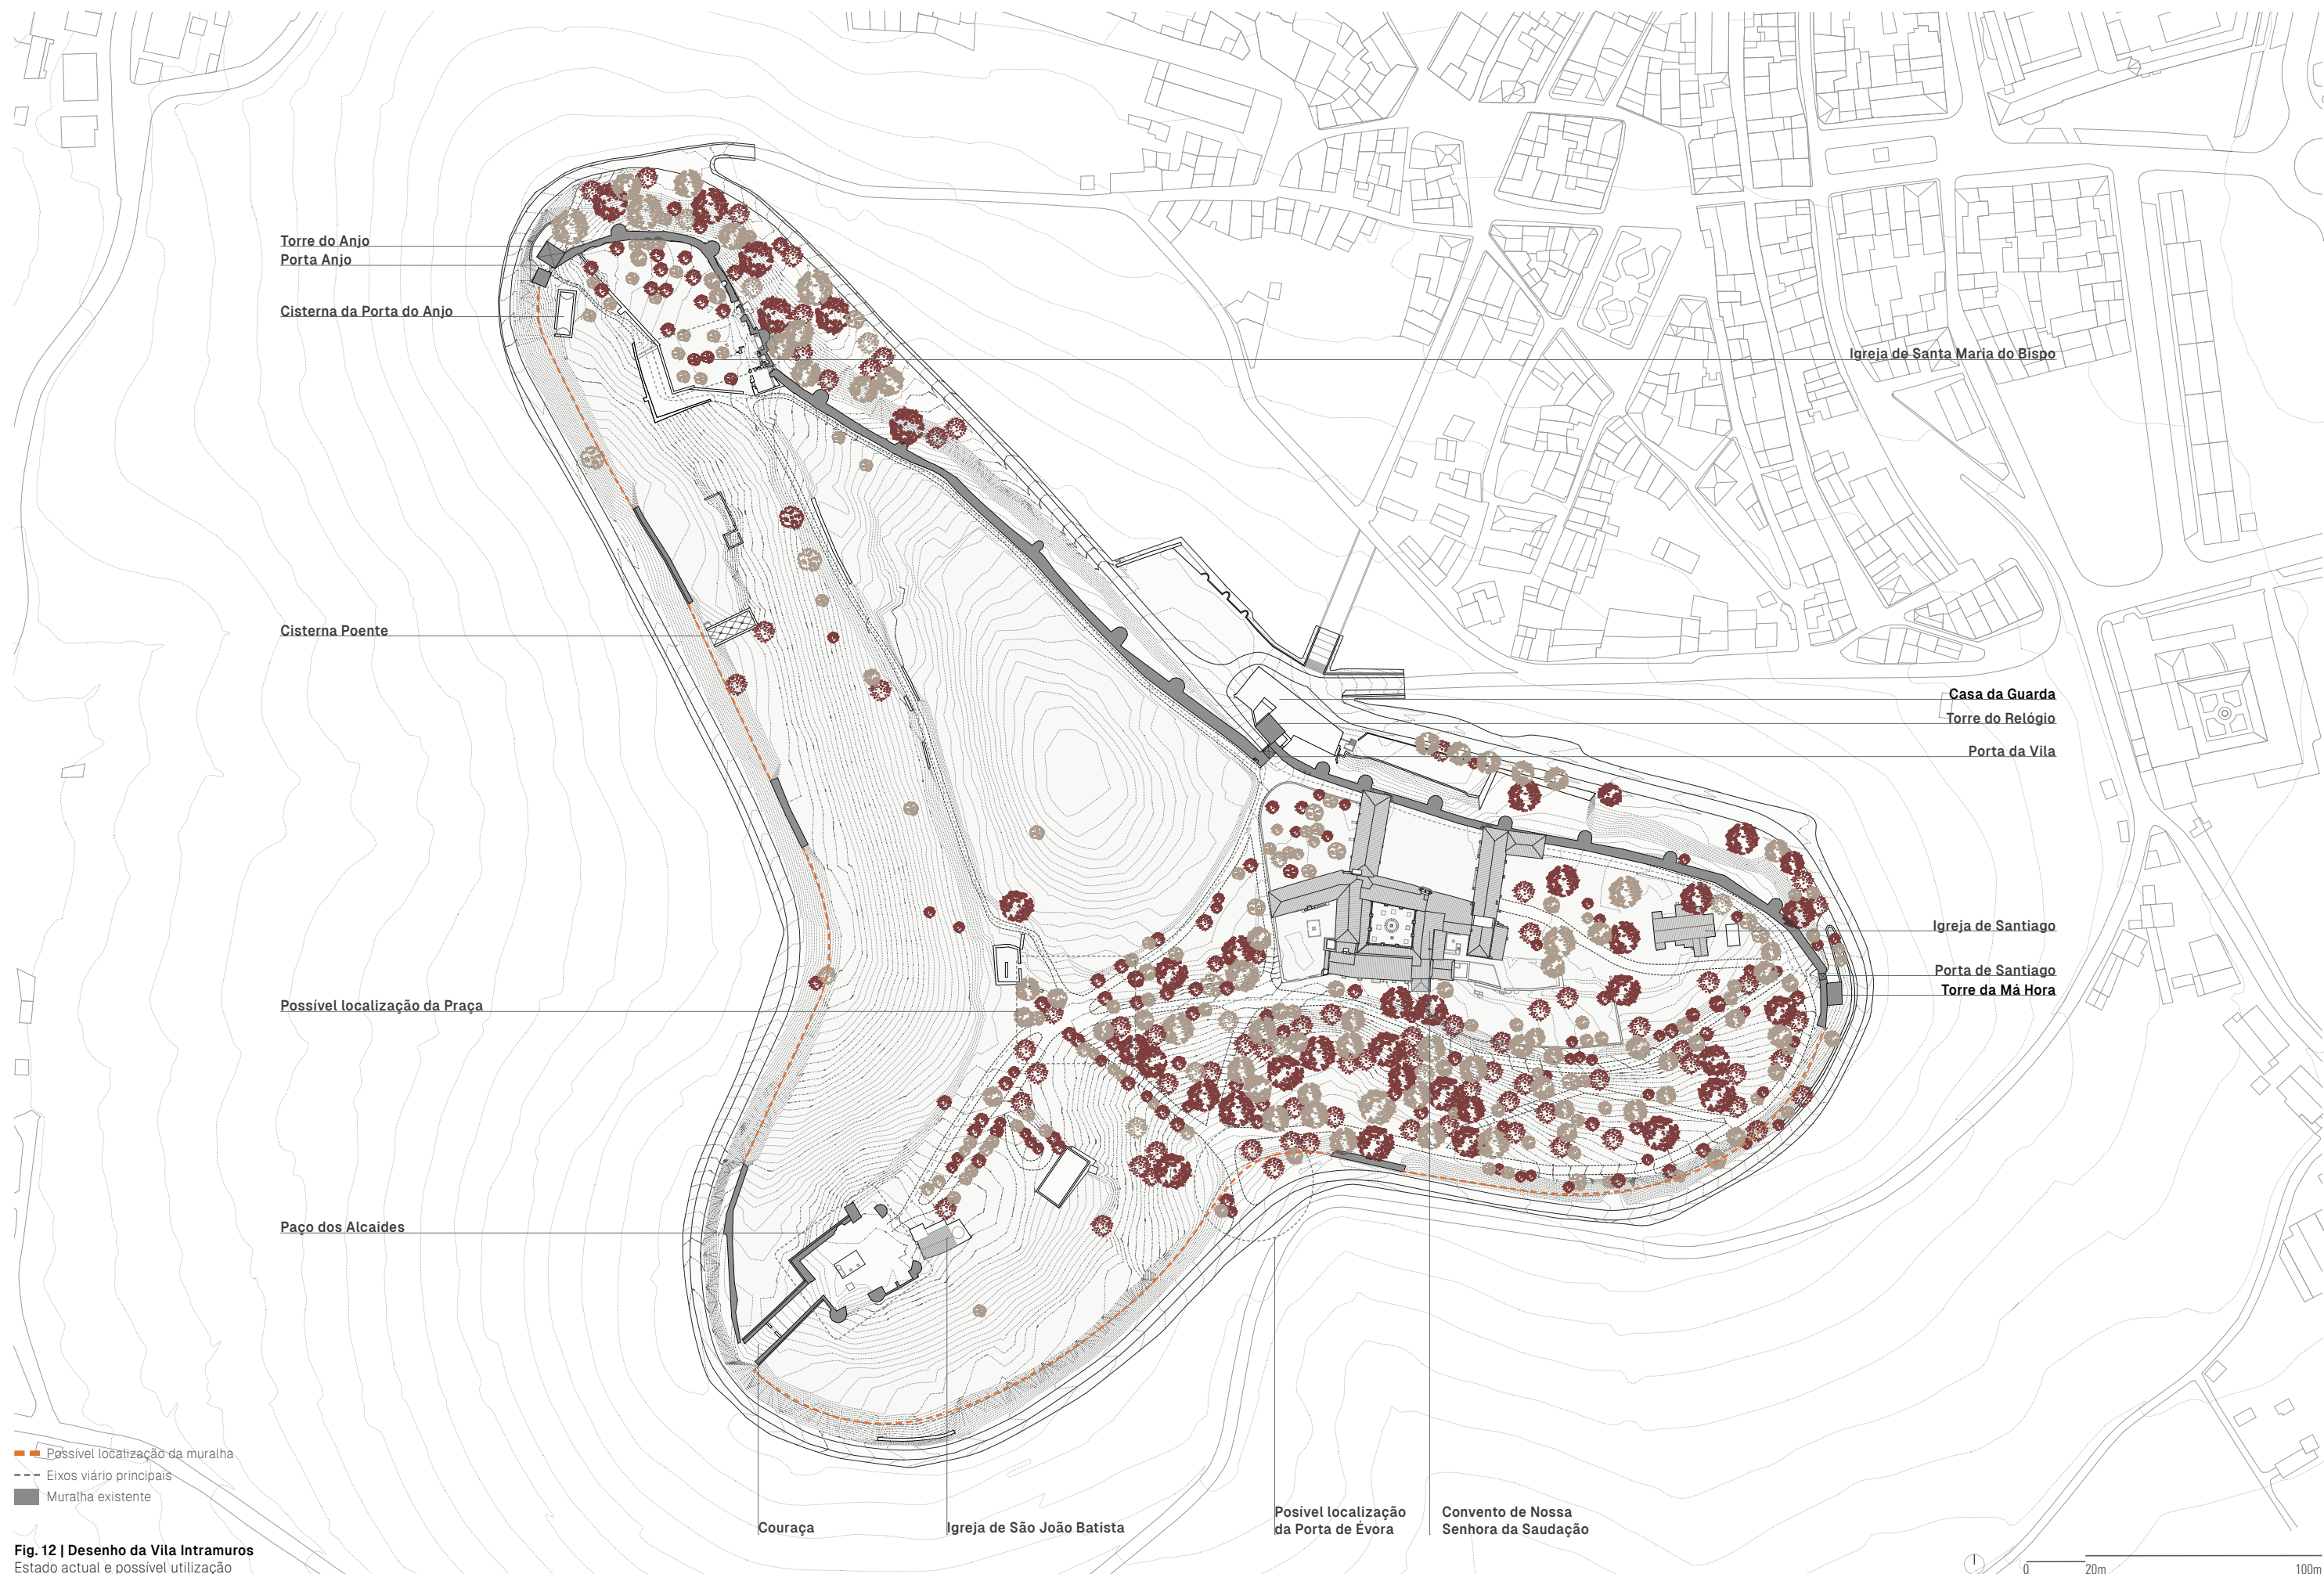 Torre do Anjo
Porta Anjo
Cisterna da Porta do Anjo
Igreja de Santa Maria do Bispo
Cisterna Poente
Casa da Guarda
Torre do Relógio
Porta da Vila
Igreja de Santiago
Porta de Santiago
Torre da Má Hora
Possível localização da Praça
Paço dos Alcaides
Possível localização da muralha
Eixos viário principais
Muralha existente
Couraça
Igreja de São João Batista
Posível localização
da Porta de Évora
Convento de Nossa
Senhora da Saudação
Fig. 12 | Desenho da Vila Intramuros
Estado actual e possível utilização
0 20m 100m